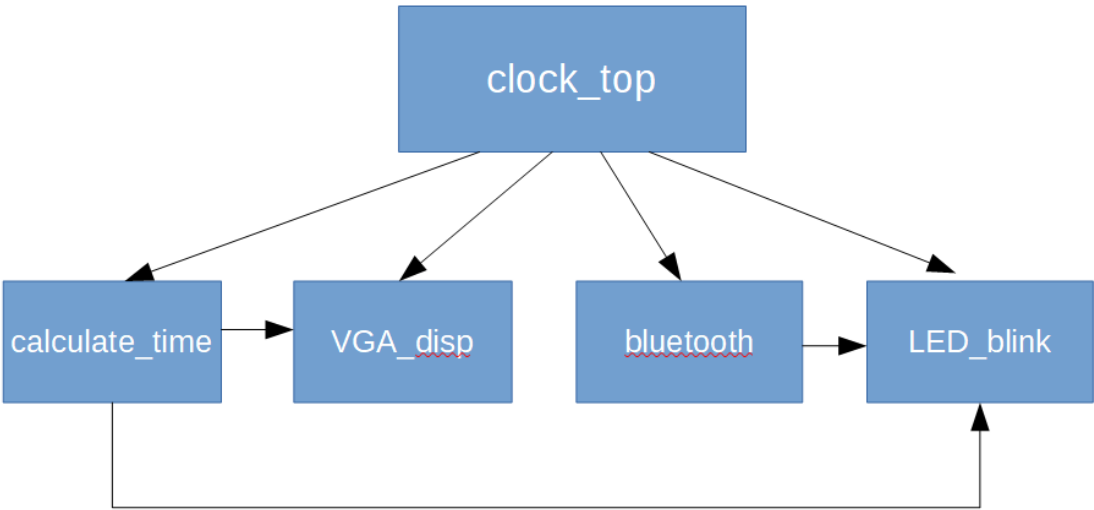 clock_top
calculate_time
VGA_disp
bluetooth
LED_blink